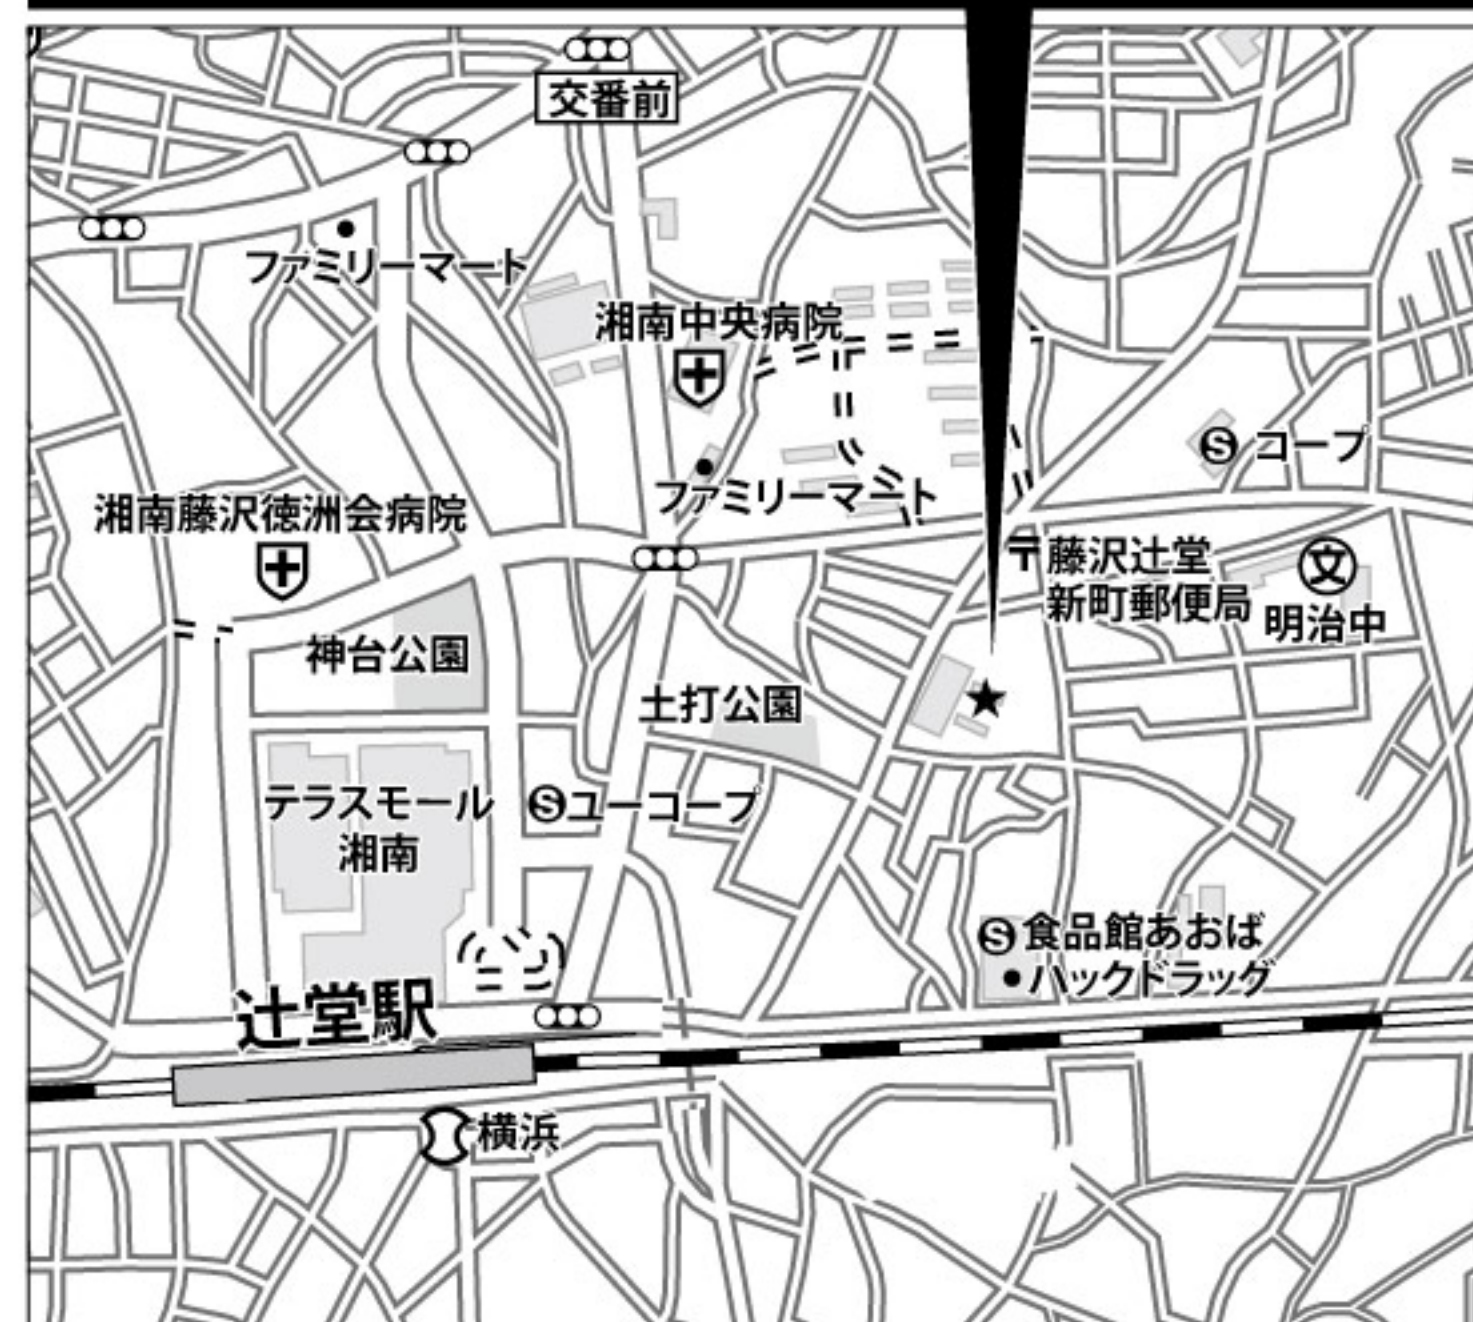 交番前
ファミリーマート
湘南中央病院
コープ
ファミリーマート
湘南藤沢徳洲会病院
藤沢辻堂
新町郵便局
文
明治中
神台公園
土打公園
テラスモール
湘南
Sユーコープ
S食品館あおば
ハックドラッグ
辻堂駅
横浜